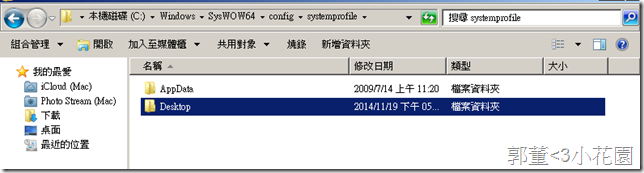 本機磁碟 (C:) ▸ Windows ▸ SysWOW64 ▸ config ▸ systemprofile ▸ 搜尋 systemprofile
組合管理 開啟 加入至媒體櫃 共用對象 燒錄 新增資料夾
我的最愛 名稱 修改日期 類型 大小
iCloud (Mac) AppData 2009/7/14 上午 11:20 檔案資料夾
Photo Stream (Mac) Desktop 2014/11/19 下午 05... 檔案資料夾
下載
桌面
最近的位置
郭董<3小花園